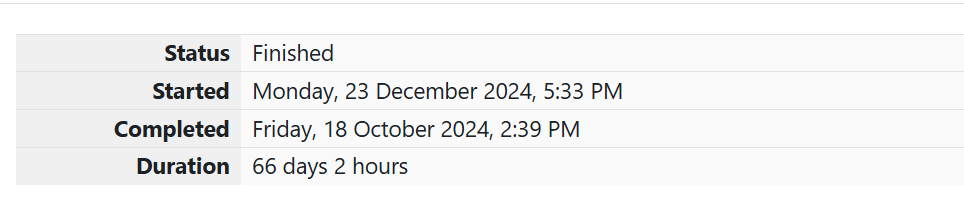 Status Finished
Started Monday, 23 December 2024, 5:33 PM
Completed Friday, 18 October 2024, 2:39 PM
Duration 66 days 2 hours